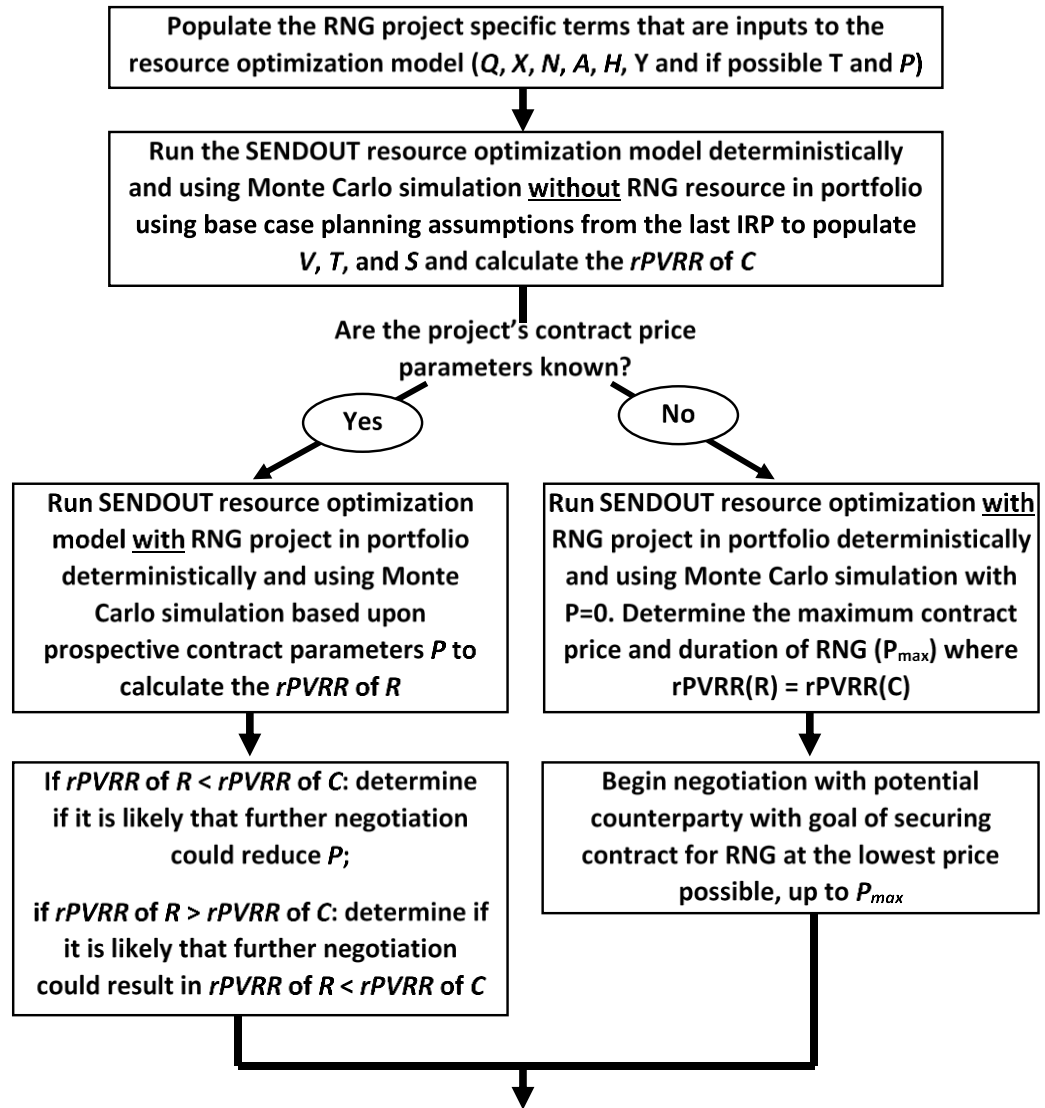 Populate the RNG project specific terms that are inputs to the
resource optimization model (Q, X, N, A, H, Y and if possible T and P)
Run the SENDOUT resource optimization model deterministically
and using Monte Carlo simulation without RNG resource in portfolio
using base case planning assumptions from the last IRP to populate
V, T, and S and calculate the rPVRR of C
Are the project's contract price
parameters known?
Yes
No
Run SENDOUT resource optimization
model with RNG project in portfolio
deterministically and using Monte
Carlo simulation based upon
prospective contract parameters P to
calculate the rPVRR of R
Run SENDOUT resource optimization with
RNG project in portfolio deterministically
and using Monte Carlo simulation with
P=0. Determine the maximum contract
price and duration of RNG (Pmax) where
rPVRR(R) = rPVRR(C)
If rPVRR of R < rPVRR of C: determine
if it is likely that further negotiation
could reduce P;
if rPVRR of R > rPVRR of C: determine if
it is likely that further negotiation
could result in rPVRR of R < rPVRR of C
Begin negotiation with potential
counterparty with goal of securing
contract for RNG at the lowest price
possible, up to Pmax